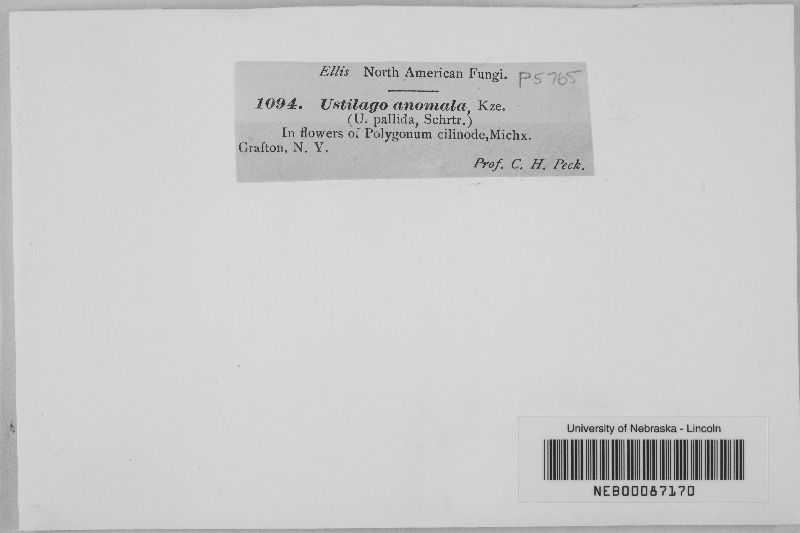 Ellis North American Fungi. P5765
1094. Ustilago anomala, Kze.
(U. pallida, Schrtr.)
In flowers of Polygonum cilinode,Michx.
Grafton, N. Y.
Prof. C. H. Peck.
University of Nebraska - Lincoln
NEB00087170